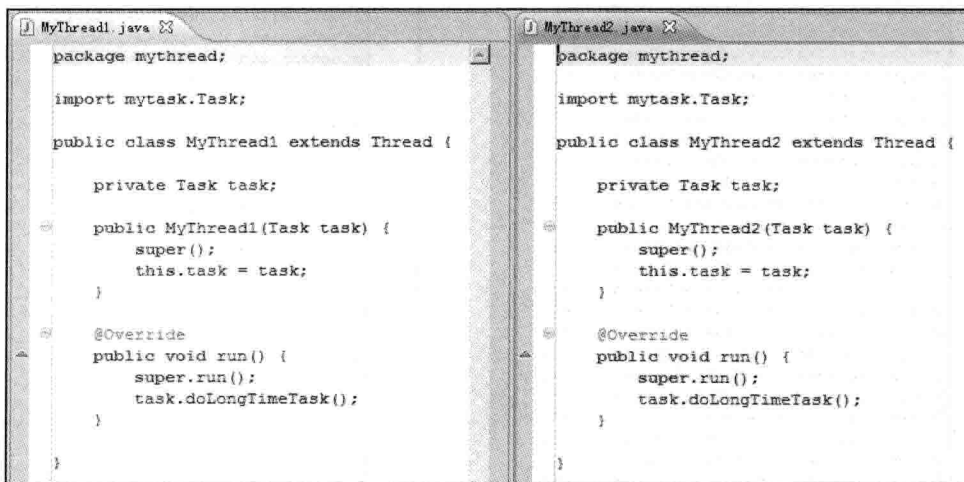 MyThread1.java
package mythread;
import mytask.Task;
public class MyThread1 extends Thread {
private Task task;
public MyThread1(Task task) {
super();
this.task = task;
}
@Override
public void run() {
super.run();
task.doLongTimeTask();
}
}
MyThread2.java
package mythread;
import mytask.Task;
public class MyThread2 extends Thread {
private Task task;
public MyThread2(Task task) {
super();
this.task = task;
}
@Override
public void run() {
super.run();
task.doLongTimeTask();
}
}